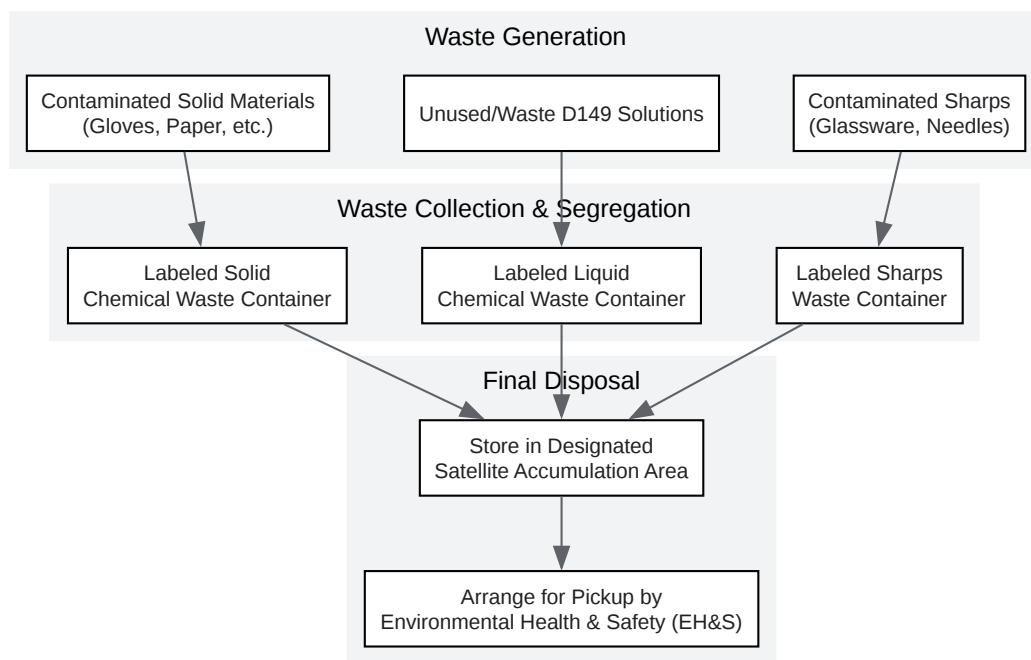 Waste Generation
Contaminated Solid Materials
(Gloves, Paper, etc.)
Unused/Waste D149 Solutions
Contaminated Sharps
(Glassware, Needles)
Waste Collection & Segregation
Labeled Solid
Chemical Waste Container
Labeled Liquid
Chemical Waste Container
Labeled Sharps
Waste Container
Final Disposal
Store in Designated
Satellite Accumulation Area
Arrange for Pickup by
Environmental Health & Safety (EH&S)